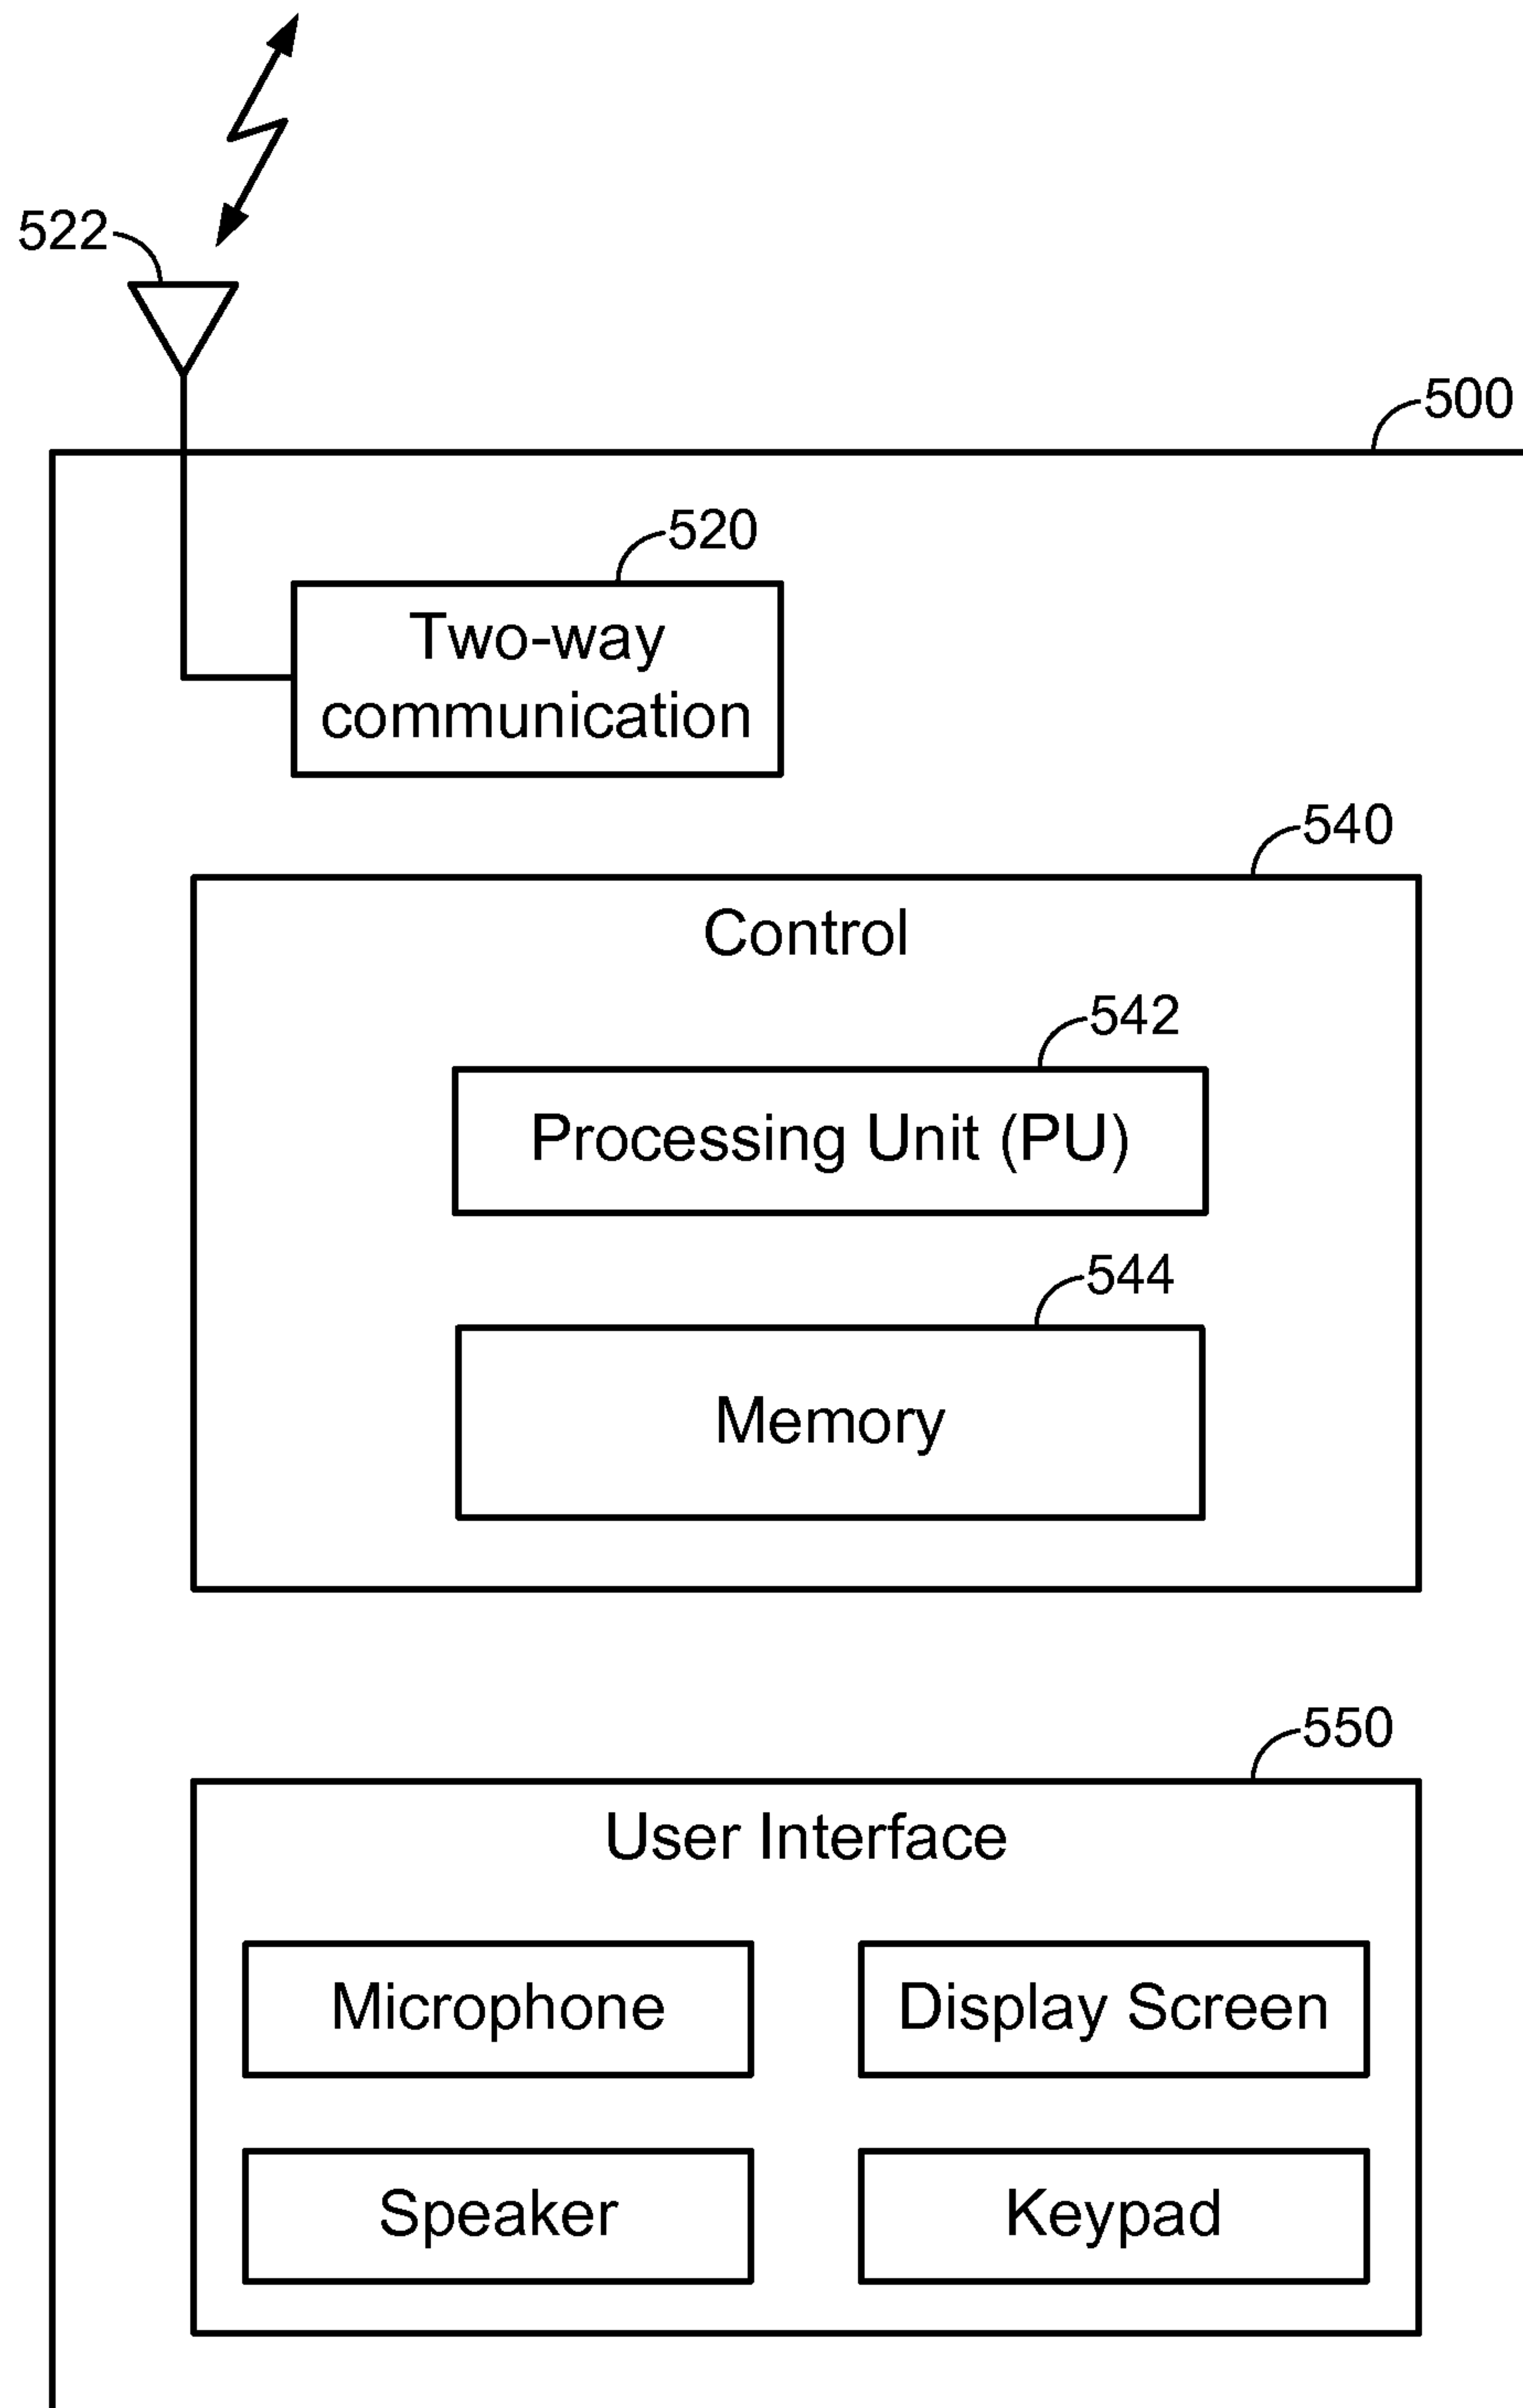 522
500
520
Two-way
communication
540
Control
542
Processing Unit (PU)
544
Memory
550
User Interface
Microphone
Display Screen
Speaker
Keypad